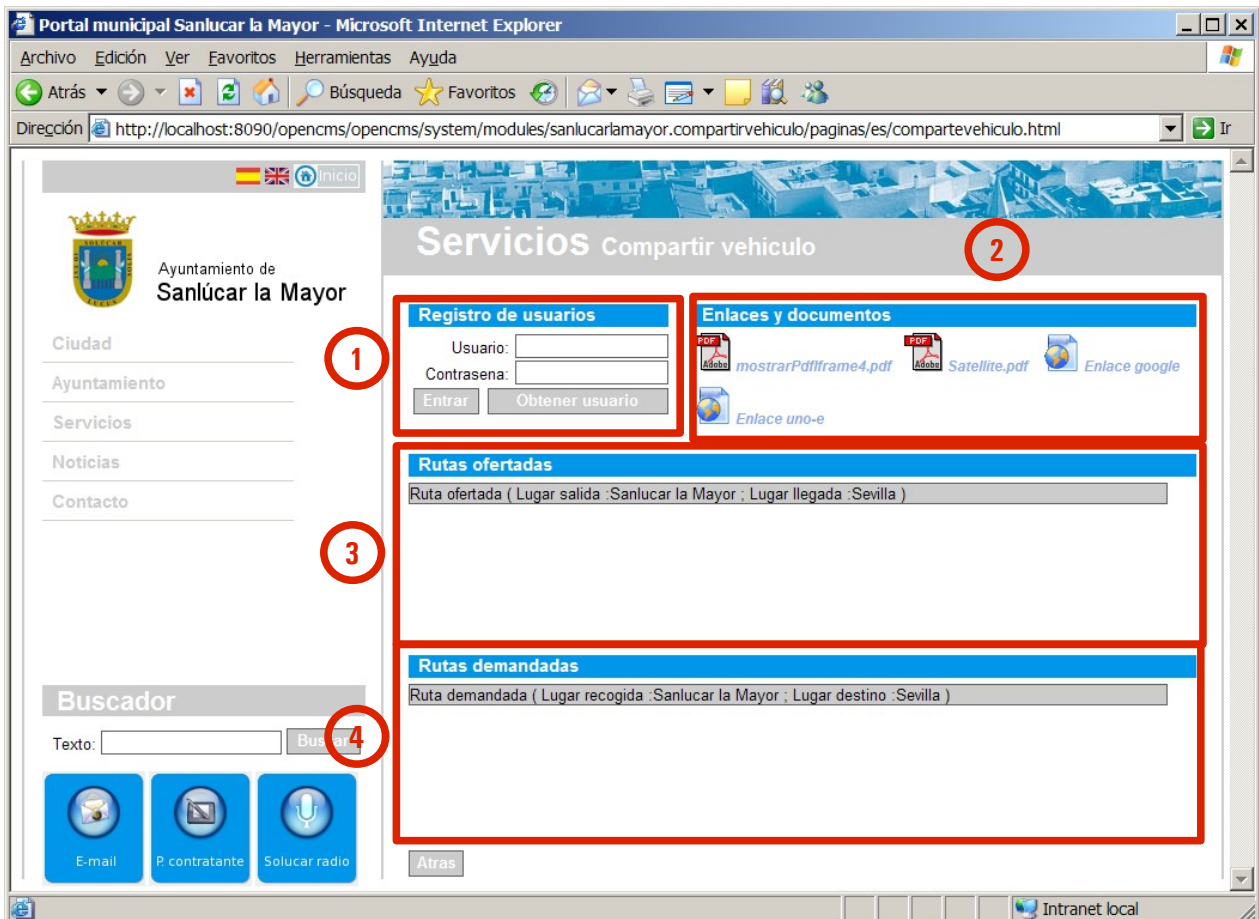 Portal municipal Sanlucar la Mayor - Microsoft Internet Explorer
Archivo Edición Ver Favoritos Herramientas Ayuda
Atrás Búsqueda Favoritos
Dirección http://localhost:8090/opencms/opencms/system/modules/sanlucarlamayor.compartirvehiculo/paginas/es/compartevehiculo.html Ir
Inicio
Ayuntamiento de
Sanlúcar la Mayor
Ciudad
Ayuntamiento
Servicios
Noticias
Contacto
Buscador
Texto: Buscar
E-mail P. contratante Solucar radio
Servicios Compartir vehiculo
2
1
Registro de usuarios
Usuario:
Contrasena:
Entrar Obtener usuario
Enlaces y documentos
PDF Adobe mostrarPdfIframe4.pdf PDF Adobe Satellite.pdf Enlace google
Enlace uno-e
3
Rutas ofertadas
Ruta ofertada ( Lugar salida :Sanlucar la Mayor ; Lugar llegada :Sevilla )
4
Rutas demandadas
Ruta demandada ( Lugar recogida :Sanlucar la Mayor ; Lugar destino :Sevilla )
Atras
Intranet local